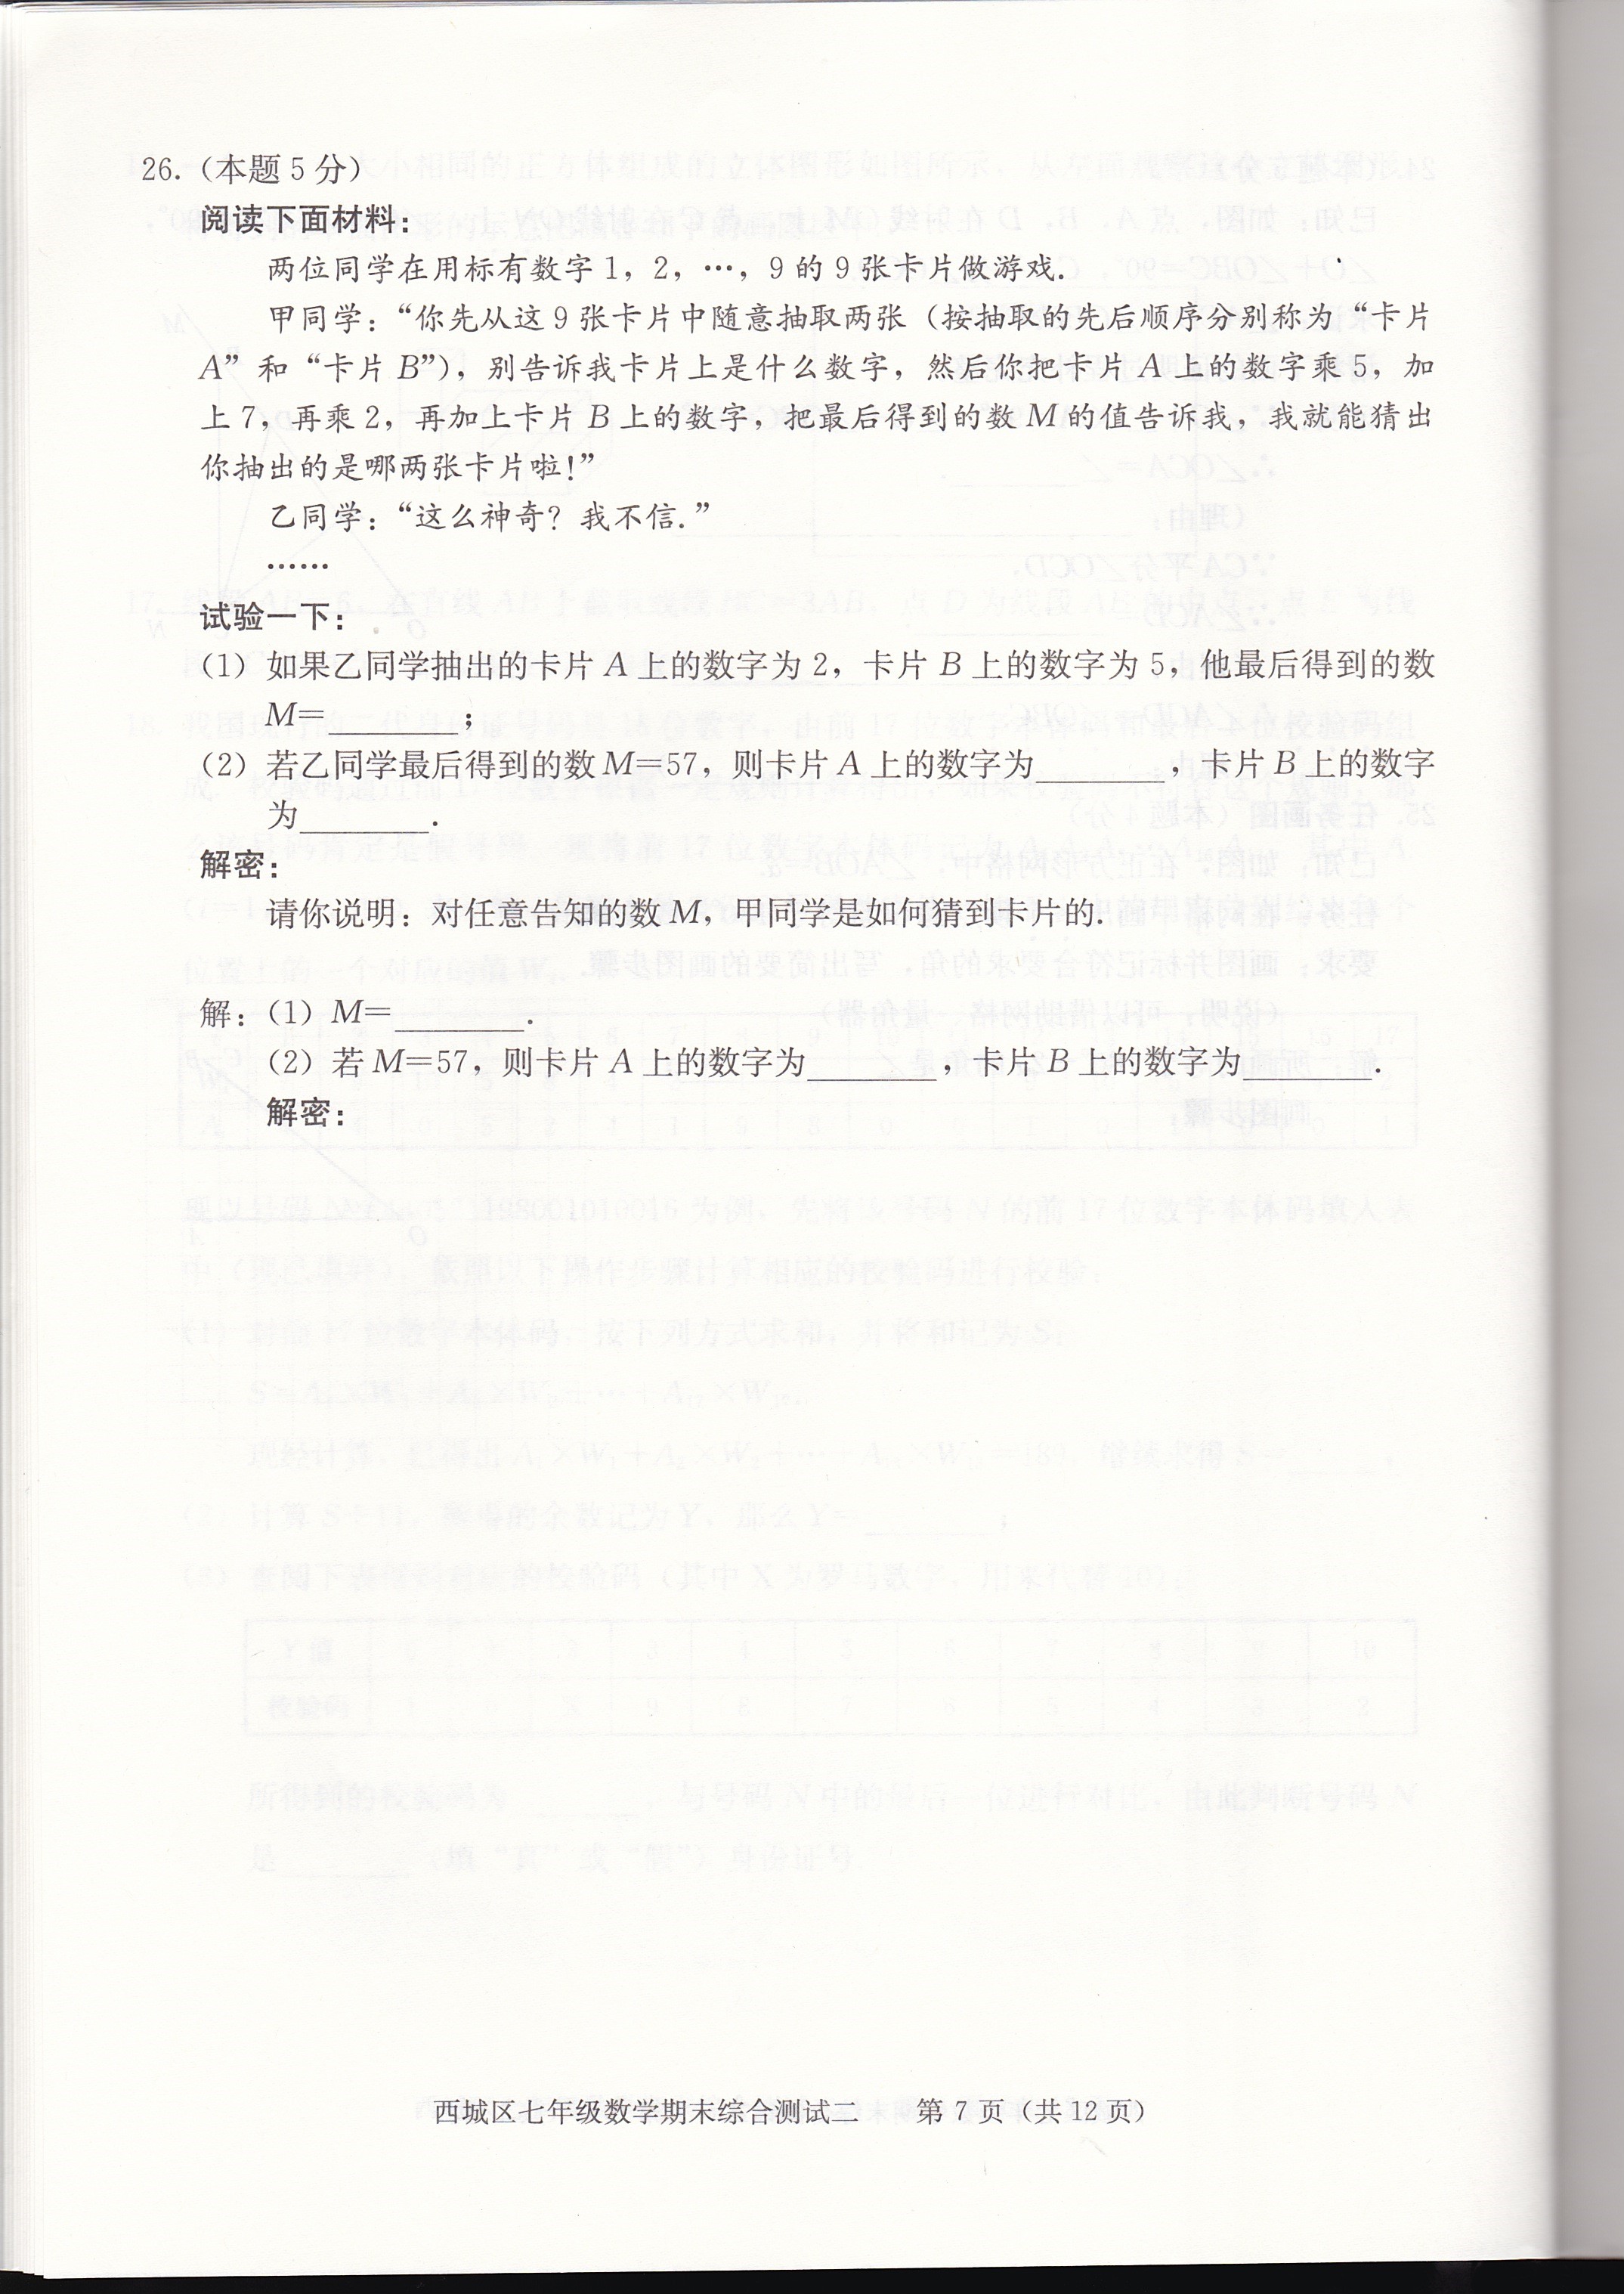 26.（本题 5 分）
阅读下面材料：
两位同学在用标有数字 1，2，…，9 的 9 张卡片做游戏．
甲同学：“你先从这 9 张卡片中随意抽取两张（按抽取的先后顺序分别称为“卡片
A”和“卡片 B”），别告诉我卡片上是什么数字，然后你把卡片 A 上的数字乘 5，加
上 7，再乘 2，再加上卡片 B 上的数字，把最后得到的数 M 的值告诉我，我就能猜出
你抽出的是哪两张卡片啦！”
乙同学：“这么神奇？我不信．”
……
试验一下：
（1）如果乙同学抽出的卡片 A 上的数字为 2，卡片 B 上的数字为 5，他最后得到的数
M=________；
（2）若乙同学最后得到的数 M=57，则卡片 A 上的数字为________，卡片 B 上的数字
为________．
解密：
请你说明：对任意告知的数 M，甲同学是如何猜到卡片的．
解：（1）M=________．
（2）若 M=57，则卡片 A 上的数字为________，卡片 B 上的数字为________．
解密：
西城区七年级数学期末综合测试二　第 7 页（共 12 页）